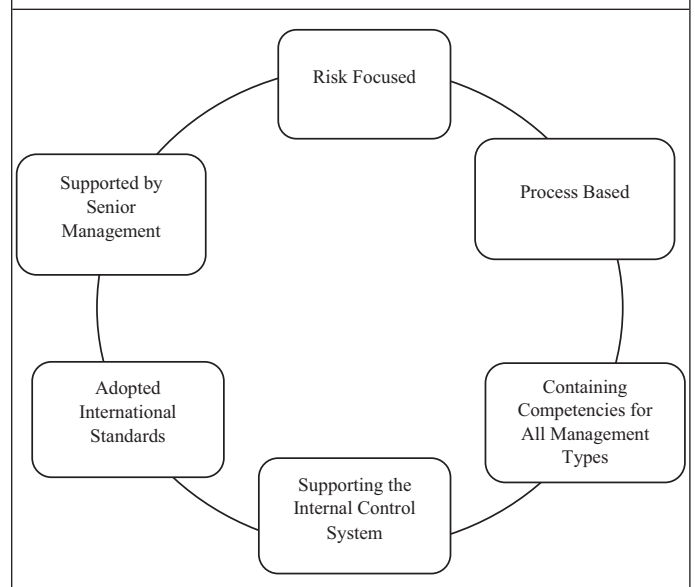 Risk Focused
Process Based
Containing
Competencies for
All Management
Types
Supporting the
Internal Control
System
Adopted
International
Standards
Supported by
Senior
Management